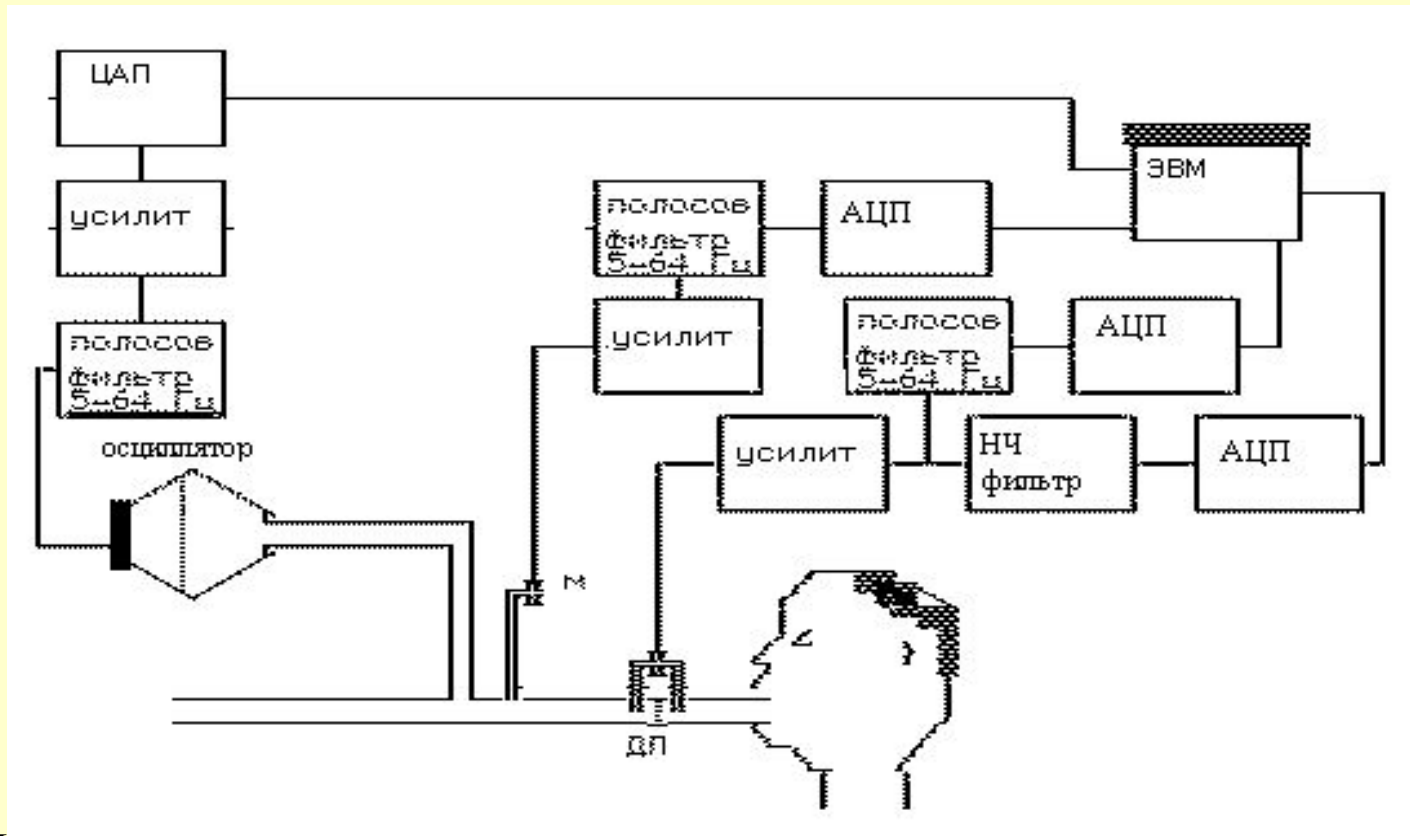 ЦАП
усилит
полосов
фильтр
5-64 Гц
осциллятор
полосов
фильтр
5-64 Гц
АЦП
ЭВМ
усилит
полосов
фильтр
5-64 Гц
АЦП
усилит
НЧ
фильтр
АЦП
М
ДП